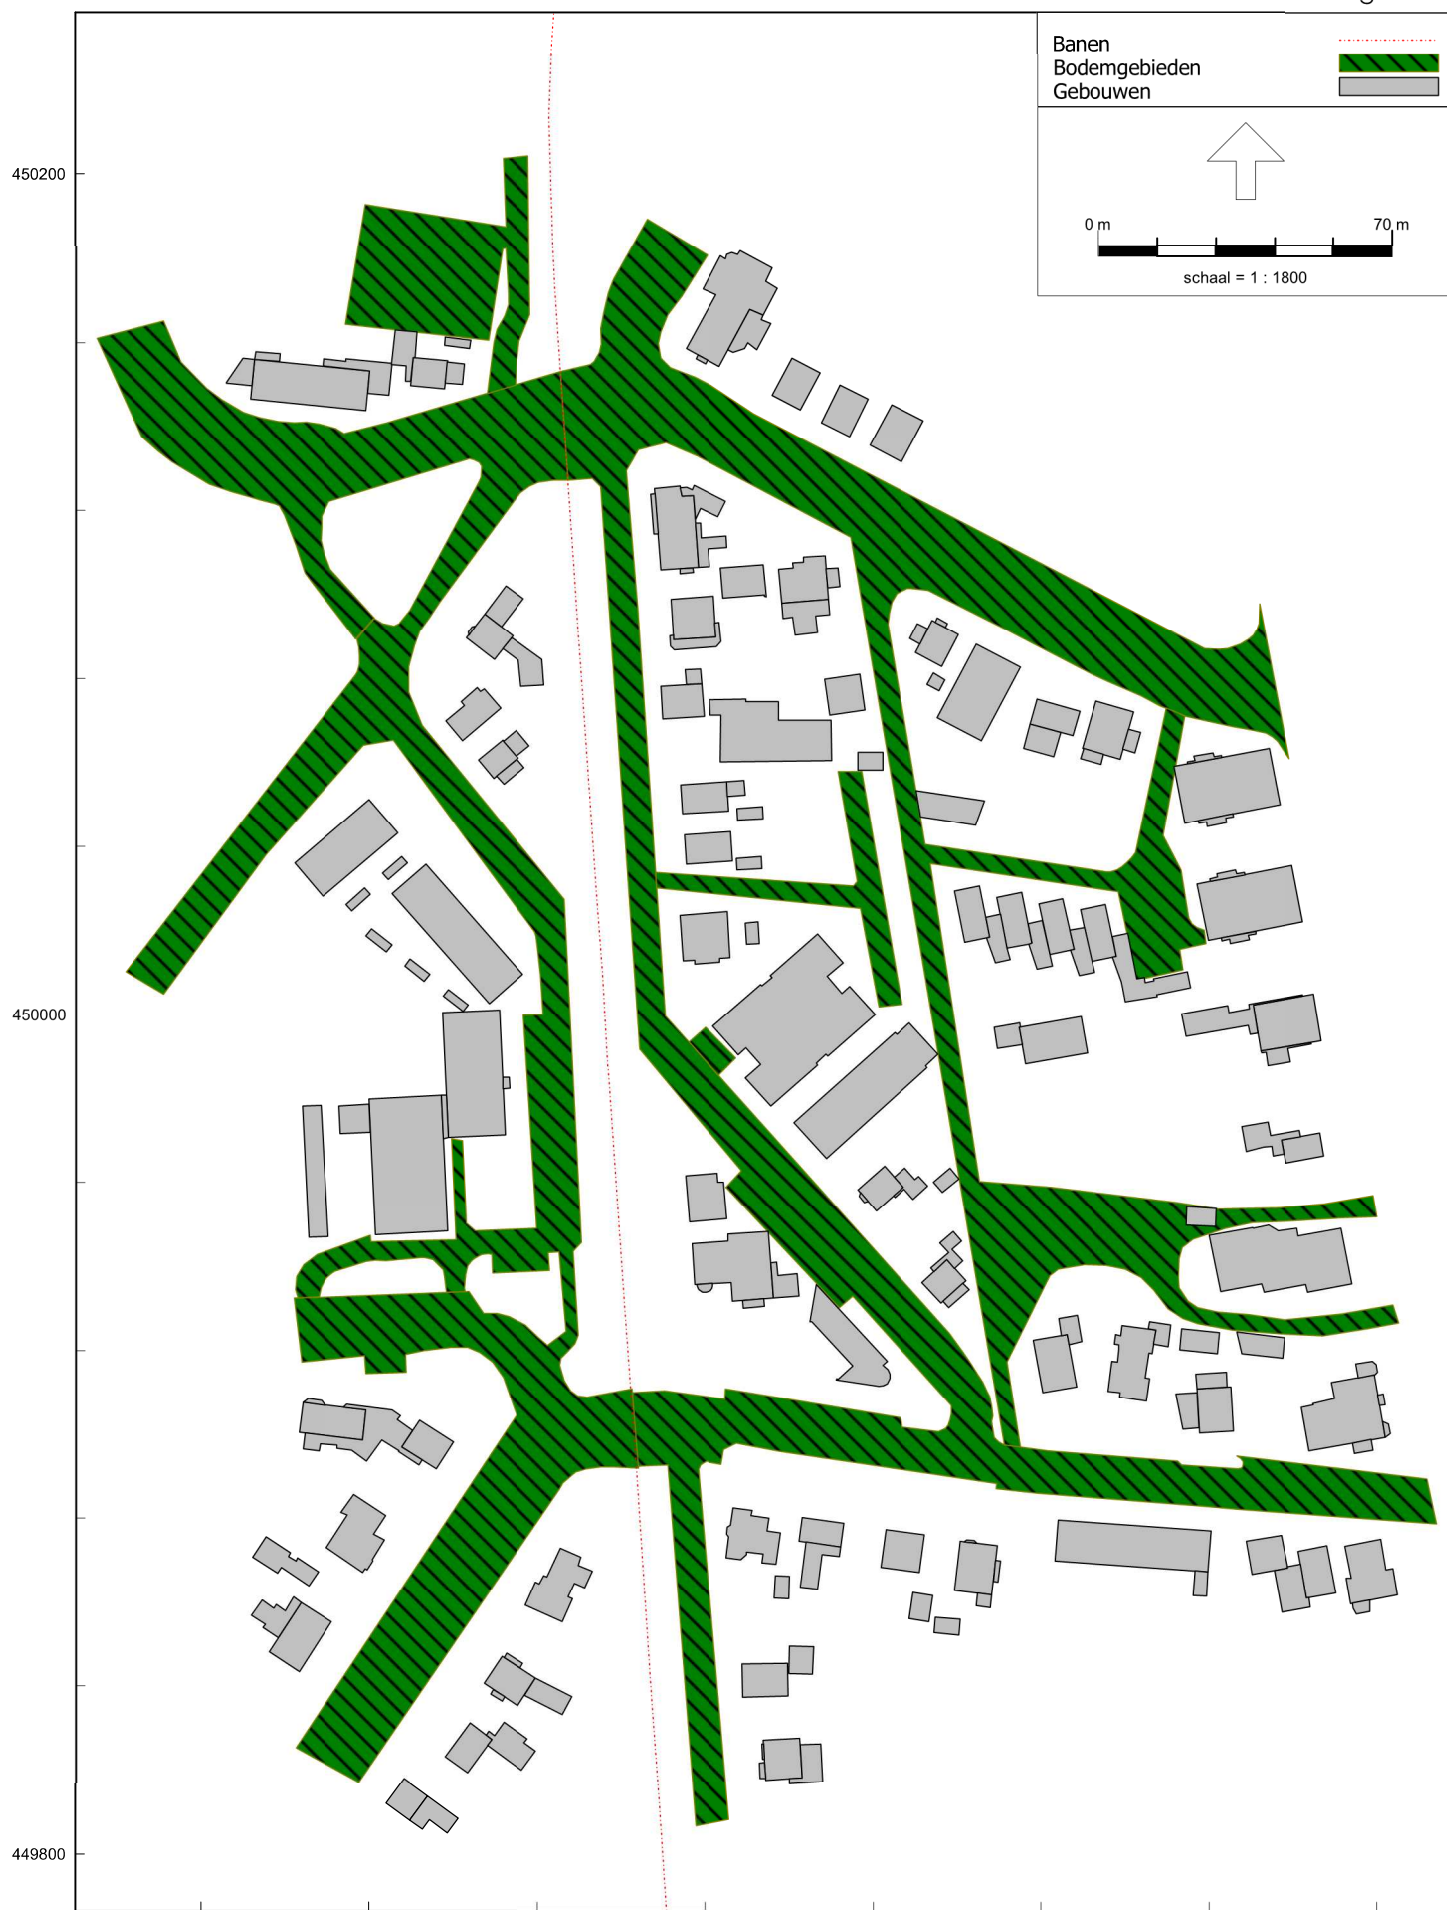 Banen
Bodemgebieden
Gebouwen
450200
0 m 70 m
schaal = 1 : 1800
450000
449800